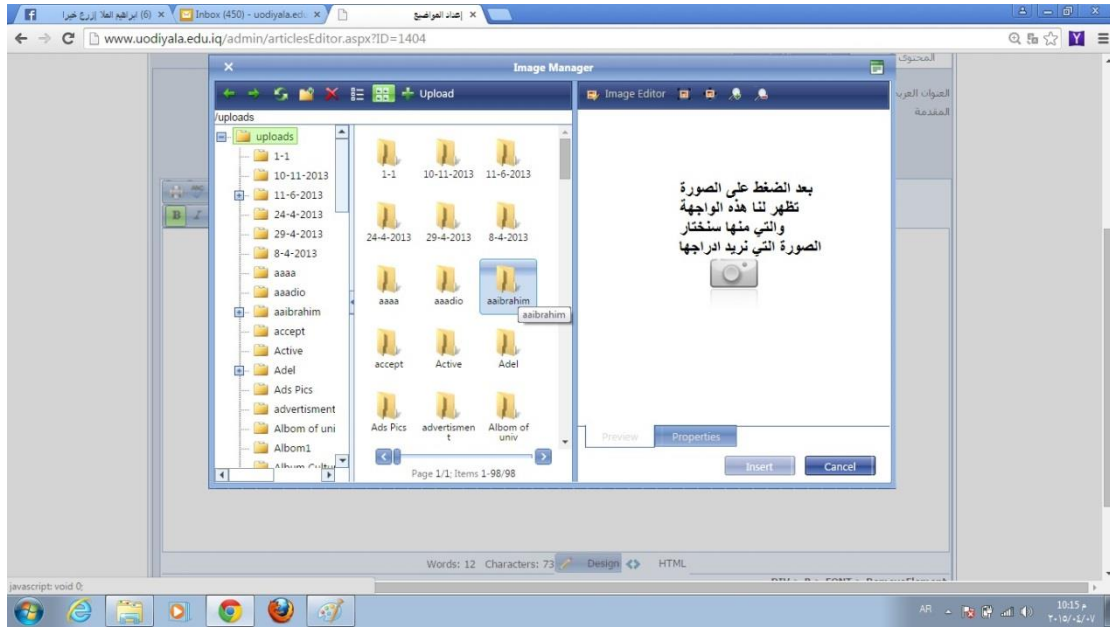 (6) ابراهيم العلا إزرع خيرا
Inbox (450) - uodiyala.edu
إعداد المواضيع
www.uodiyala.edu.iq/admin/articlesEditor.aspx?ID=1404
المحتوى
Image Manager
العنوان العرب
المقدمة
Upload
Image Editor
/uploads
uploads
1-1
10-11-2013
11-6-2013
24-4-2013
29-4-2013
8-4-2013
aaaa
aaadio
aaibrahim
accept
Active
Adel
Ads Pics
advertisment
Albom of uni
Albom1
Album Cultu
1-1
10-11-2013
11-6-2013
24-4-2013
29-4-2013
8-4-2013
aaaa
aaadio
aaibrahim
aaibrahim
accept
Active
Adel
Ads Pics
advertismen
t
Albom of
univ
Page 1/1; Items 1-98/98
بعد الضغط على الصورة
تظهر لنا هذه الواجهة
والتي منها سنختار
الصورة التي نريد ادراجها
Preview
Properties
Insert
Cancel
B
I
Words: 12 Characters: 73
Design
HTML
javascript: void 0;
AR
10:15 م
٢٠١٥/٠٤/٠٧